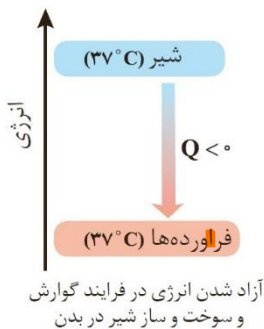 انرژی
شیر (۳۷°C)
Q < ۰
فراورده‌ها (۳۷°C)
آزاد شدن انرژی در فرایند گوارش
و سوخت و ساز شیر در بدن